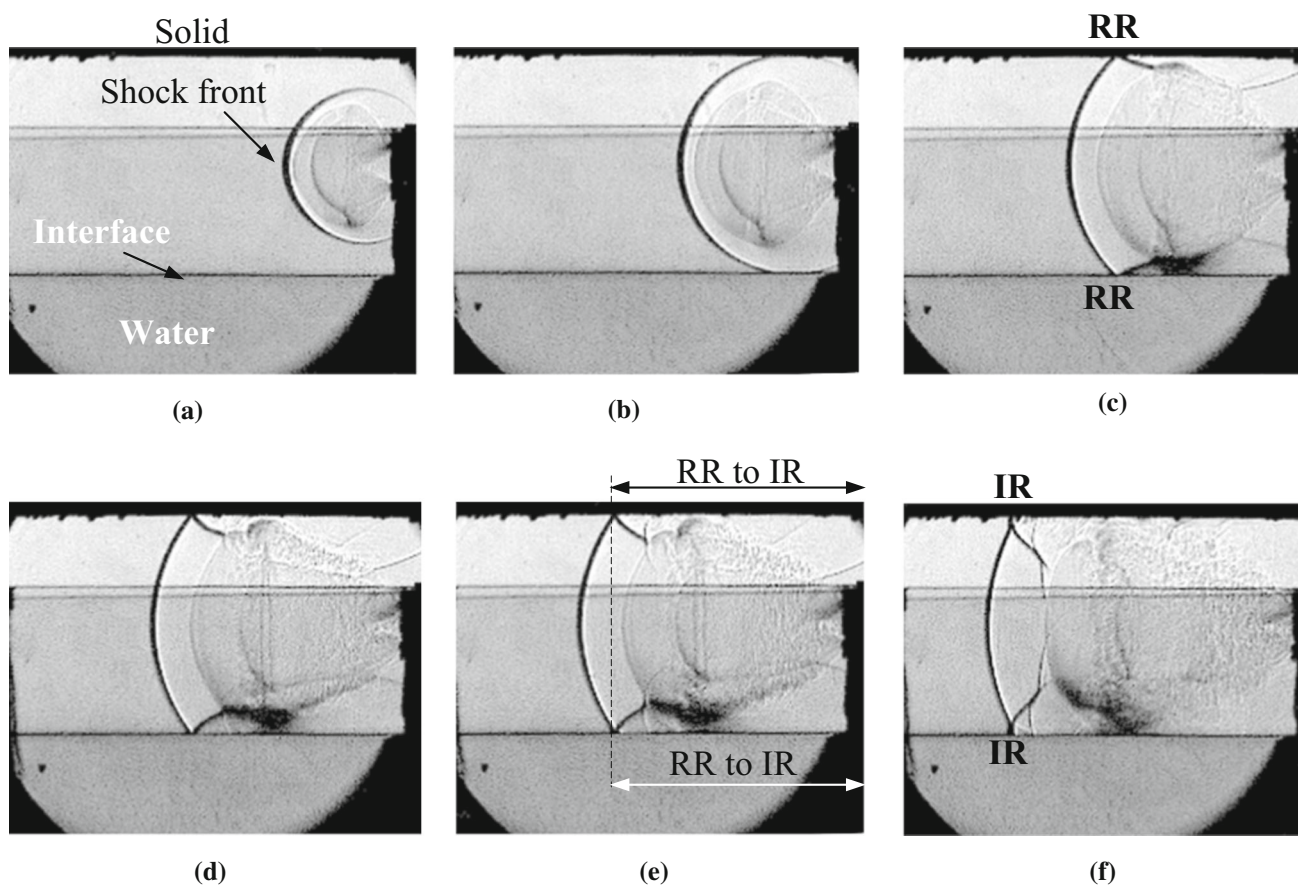 Solid
Shock front
Interface
Water
(a)
(b)
RR
RR
(c)
(d)
RR to IR
RR to IR
(e)
IR
IR
(f)